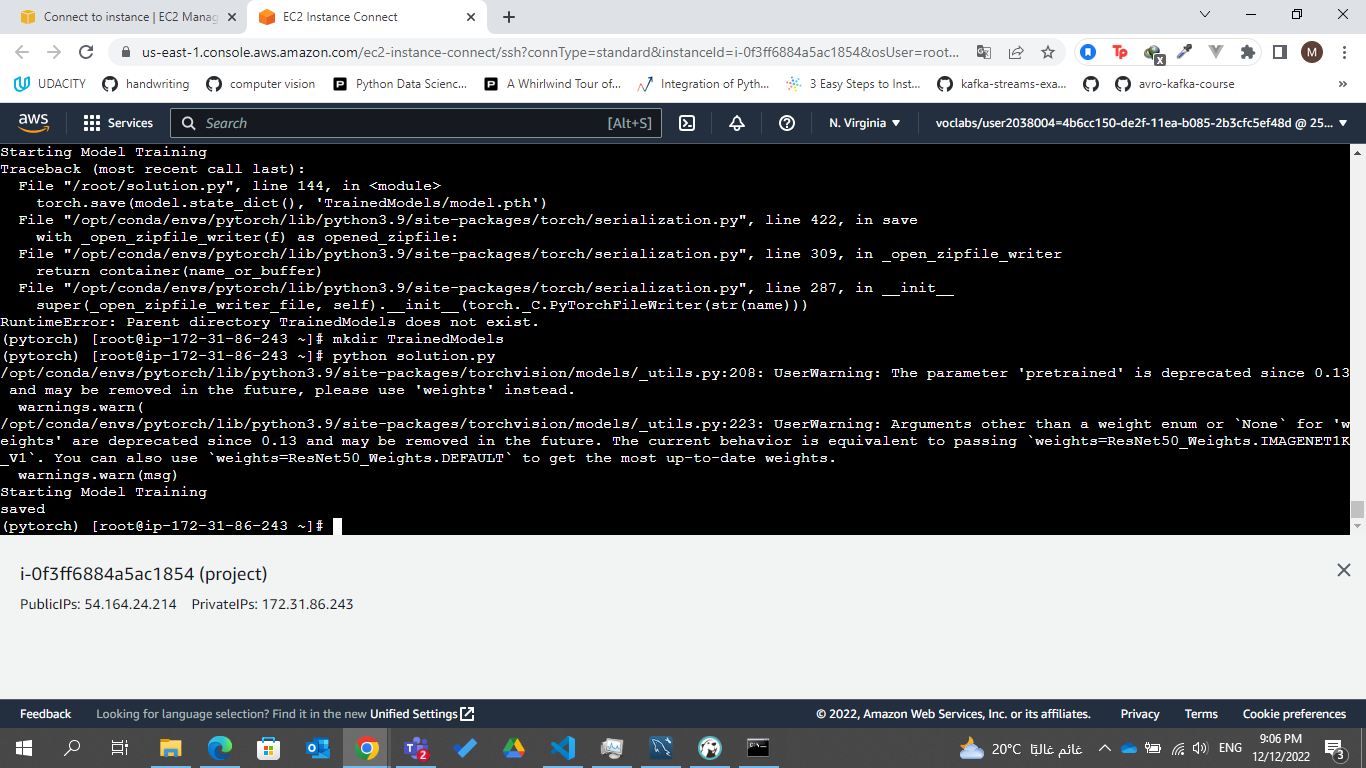 Connect to instance | EC2 Manag
EC2 Instance Connect
us-east-1.console.aws.amazon.com/ec2-instance-connect/ssh?connType=standard&instanceId=i-0f3ff6884a5ac1854&osUser=root...
UDACITY
handwriting
computer vision
Python Data Scienc...
A Whirlwind Tour of...
Integration of Pyth...
3 Easy Steps to Inst...
kafka-streams-exa...
avro-kafka-course
»
aws
Services
Search
[Alt+S]
N. Virginia
voclabs/user2038004=4b6cc150-de2f-11ea-b085-2b3cfc5ef48d @ 25...
Starting Model Training
Traceback (most recent call last):
  File "/root/solution.py", line 144, in <module>
    torch.save(model.state_dict(), 'TrainedModels/model.pth')
  File "/opt/conda/envs/pytorch/lib/python3.9/site-packages/torch/serialization.py", line 422, in save
    with _open_zipfile_writer(f) as opened_zipfile:
  File "/opt/conda/envs/pytorch/lib/python3.9/site-packages/torch/serialization.py", line 309, in _open_zipfile_writer
    return container(name_or_buffer)
  File "/opt/conda/envs/pytorch/lib/python3.9/site-packages/torch/serialization.py", line 287, in __init__
    super(_open_zipfile_writer_file, self).__init__(torch._C.PyTorchFileWriter(str(name)))
RuntimeError: Parent directory TrainedModels does not exist.
(pytorch) [root@ip-172-31-86-243 ~]# mkdir TrainedModels
(pytorch) [root@ip-172-31-86-243 ~]# python solution.py
/opt/conda/envs/pytorch/lib/python3.9/site-packages/torchvision/models/_utils.py:208: UserWarning: The parameter 'pretrained' is deprecated since 0.13
 and may be removed in the future, please use 'weights' instead.
  warnings.warn(
/opt/conda/envs/pytorch/lib/python3.9/site-packages/torchvision/models/_utils.py:223: UserWarning: Arguments other than a weight enum or `None` for 'w
eights' are deprecated since 0.13 and may be removed in the future. The current behavior is equivalent to passing `weights=ResNet50_Weights.IMAGENET1K
_V1`. You can also use `weights=ResNet50_Weights.DEFAULT` to get the most up-to-date weights.
  warnings.warn(msg)
Starting Model Training
saved
(pytorch) [root@ip-172-31-86-243 ~]#
i-0f3ff6884a5ac1854 (project)
PublicIPs: 54.164.24.214 PrivateIPs: 172.31.86.243
Feedback
Looking for language selection? Find it in the new Unified Settings
© 2022, Amazon Web Services, Inc. or its affiliates.
Privacy
Terms
Cookie preferences
20°C غائم غالبًا
ENG
9:06 PM
12/12/2022
3